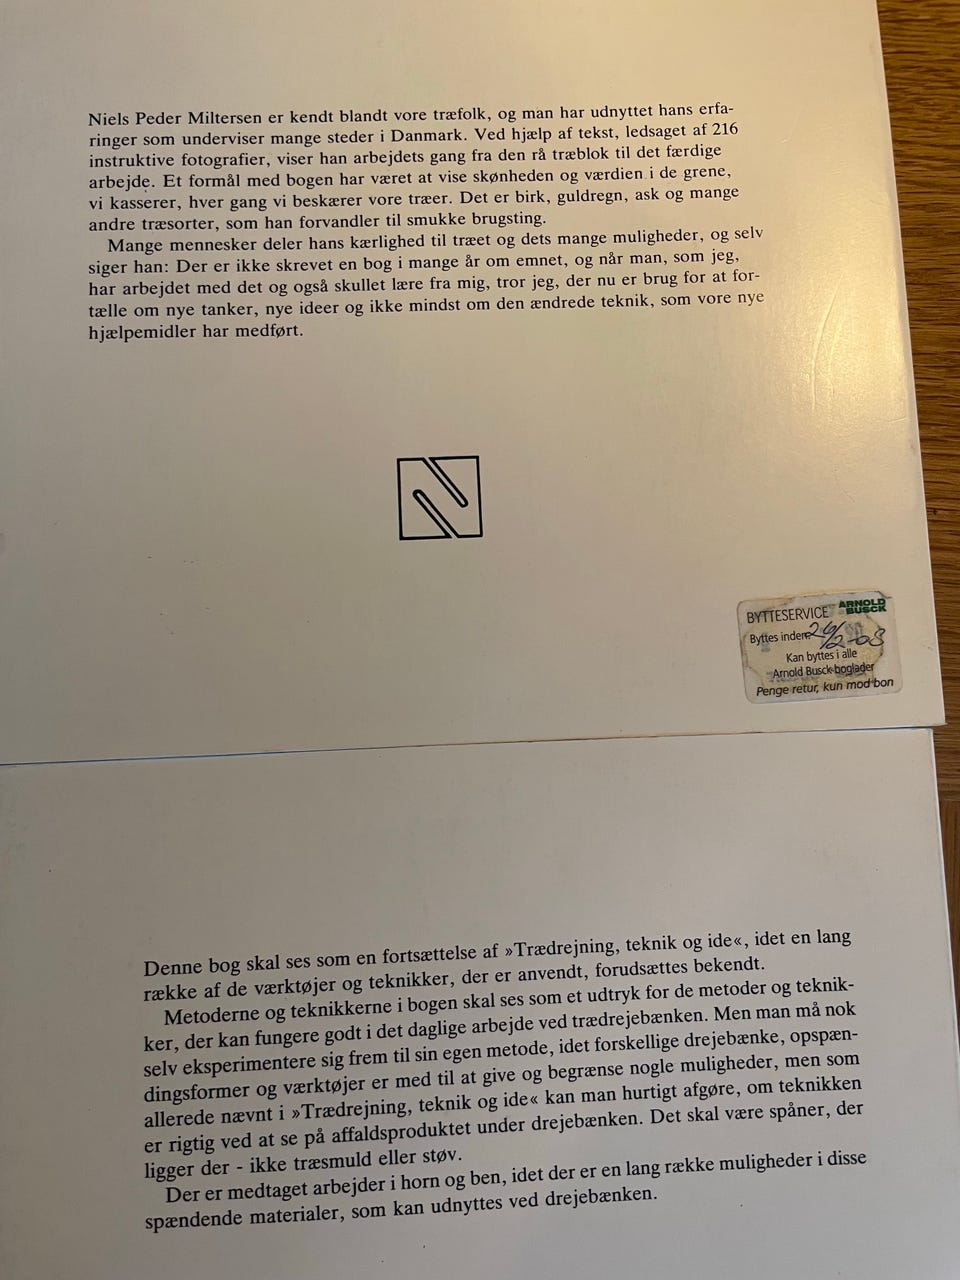 Niels Peder Miltersen er kendt blandt vore træfolk, og man har udnyttet hans erfa-
ringer som underviser mange steder i Danmark. Ved hjælp af tekst, ledsaget af 216
instruktive fotografier, viser han arbejdets gang fra den rå træblok til det færdige
arbejde. Et formål med bogen har været at vise skønheden og værdien i de grene,
vi kasserer, hver gang vi beskærer vore træer. Det er birk, guldregn, ask og mange
andre træsorter, som han forvandler til smukke brugsting.
Mange mennesker deler hans kærlighed til træet og dets mange muligheder, og selv
siger han: Der er ikke skrevet en bog i mange år om emnet, og når man, som jeg,
har arbejdet med det og også skullet lære fra mig, tror jeg, der nu er brug for at for-
tælle om nye tanker, nye ideer og ikke mindst om den ændrede teknik, som vore nye
hjælpemidler har medført.
BYTTESERVICE ARNOLD BUSCK
Byttes inden 26/2-08
Kan byttes i alle
Arnold Busck-boglader
Penge retur, kun mod bon
Denne bog skal ses som en fortsættelse af »Trædrejning, teknik og ide«, idet en lang
række af de værktøjer og teknikker, der er anvendt, forudsættes bekendt.
Metoderne og teknikkerne i bogen skal ses som et udtryk for de metoder og teknik-
ker, der kan fungere godt i det daglige arbejde ved trædrejebænken. Men man må nok
selv eksperimentere sig frem til sin egen metode, idet forskellige drejebænke, opspæn-
dingsformer og værktøjer er med til at give og begrænse nogle muligheder, men som
allerede nævnt i »Trædrejning, teknik og ide« kan man hurtigt afgøre, om teknikken
er rigtig ved at se på affaldsproduktet under drejebænken. Det skal være spåner, der
ligger der - ikke træsmuld eller støv.
Der er medtaget arbejder i horn og ben, idet der er en lang række muligheder i disse
spændende materialer, som kan udnyttes ved drejebænken.